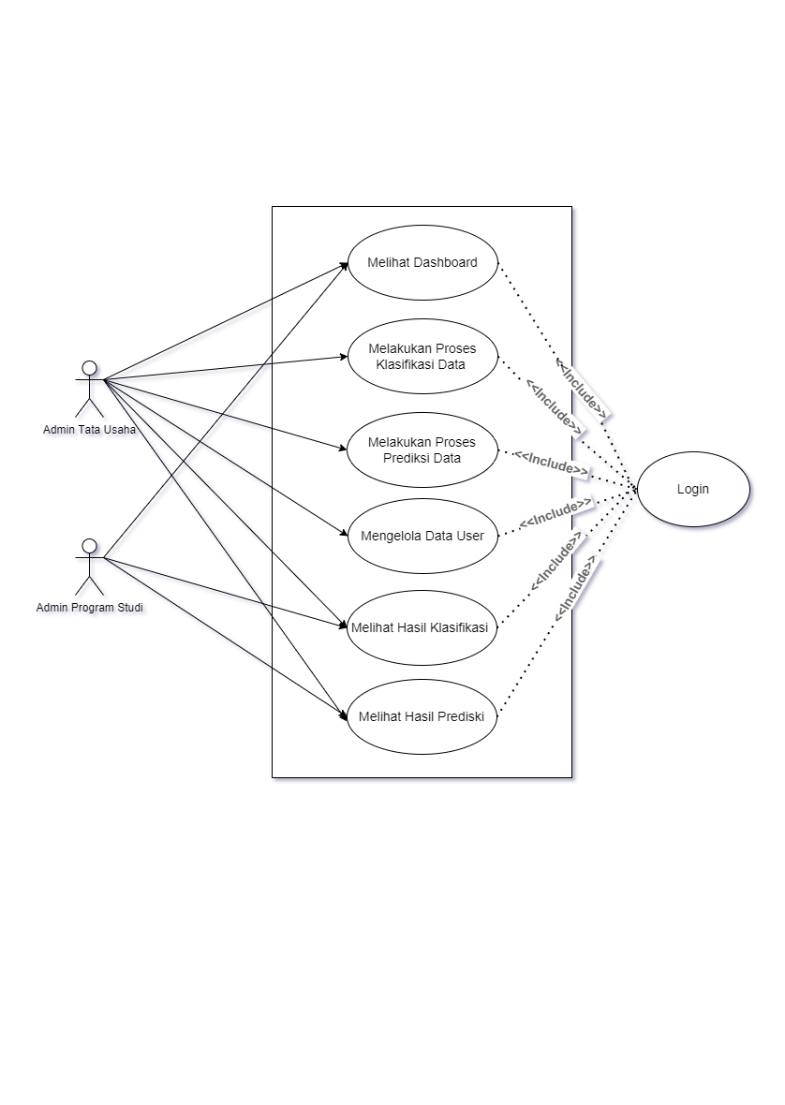 Melihat Dashboard
Melakukan Proses
Klasifikasi Data
<<Include>>
<<Include>>
Admin Tata Usaha
Melakukan Proses
Prediksi Data
<<Include>>
Login
<<Include>>
Mengelola Data User
<<Include>>
<<Include>>
Admin Program Studi
Melihat Hasil Klasifikasi
Melihat Hasil Prediski